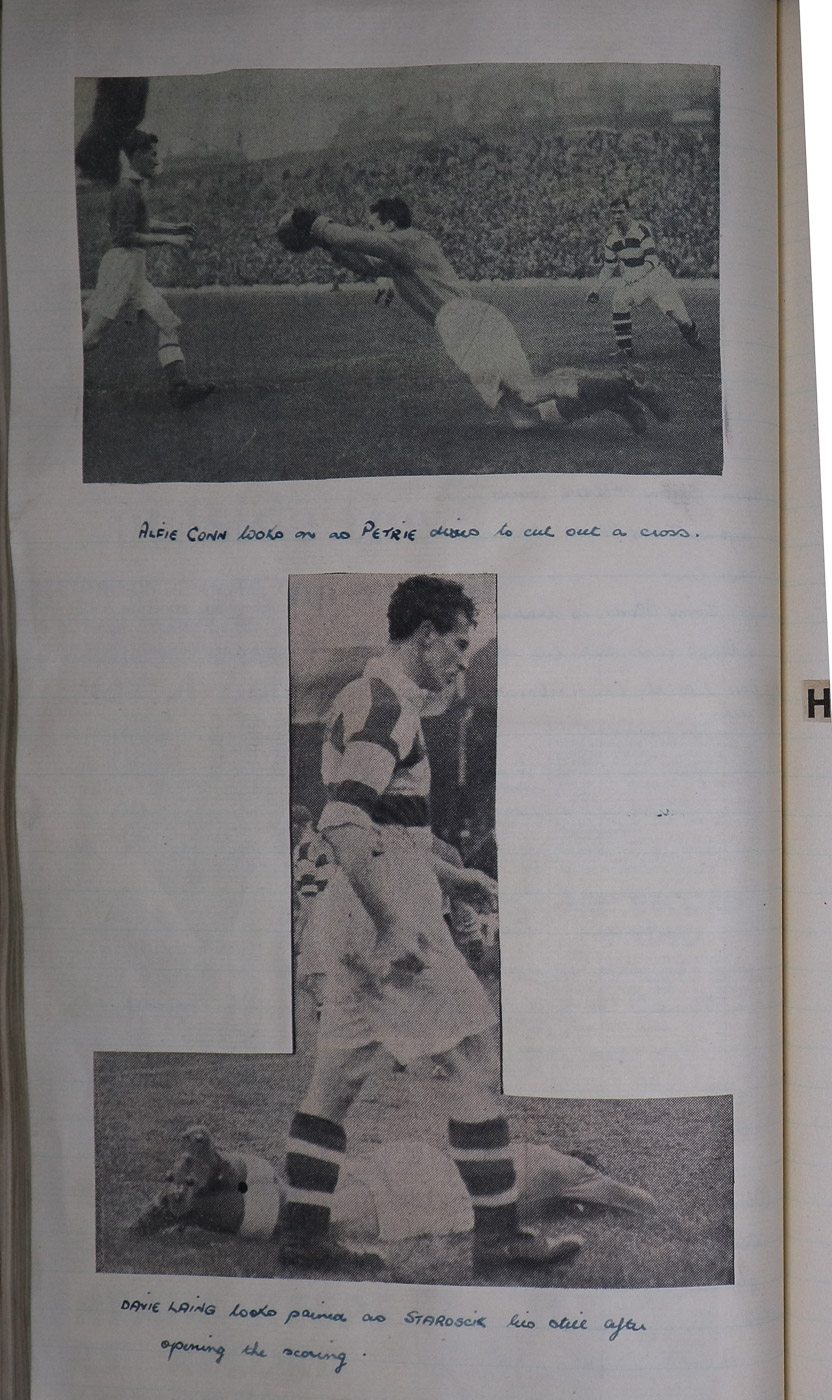 ALFIE CONN looks on as PETRIE dives to cut out a cross.
H
DAVIE LAING looks pained as STAROSCIK lies still after
opening the scoring.